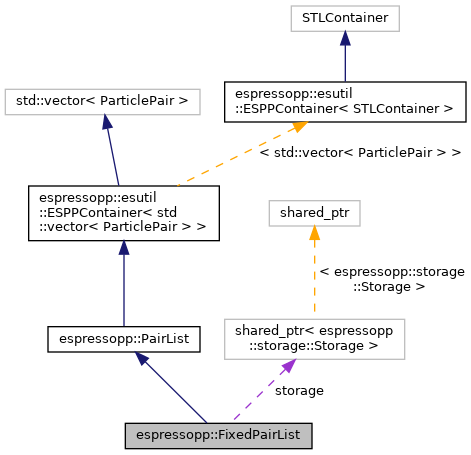 STLContainer
std::vector< ParticlePair >
espressopp::esutil
::ESPPContainer< STLContainer >
< std::vector< ParticlePair > >
espressopp::esutil
::ESPPContainer< std
::vector< ParticlePair > >
shared_ptr
< espressopp::storage
::Storage >
espressopp::PairList
shared_ptr< espressopp
::storage::Storage >
storage
espressopp::FixedPairList